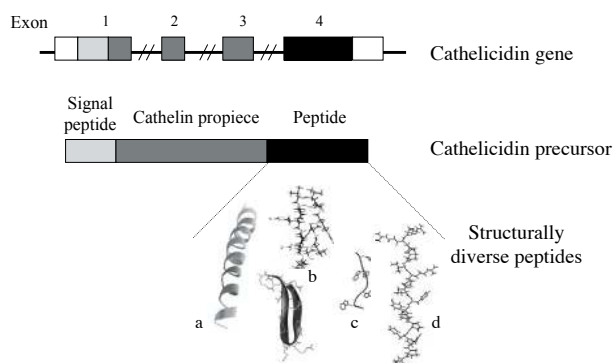 Exon 1 2 3 4
Cathelicidin gene
Signal
peptide
Cathelin propiece
Peptide
Cathelicidin precursor
Structurally
diverse peptides
a
b
c
d